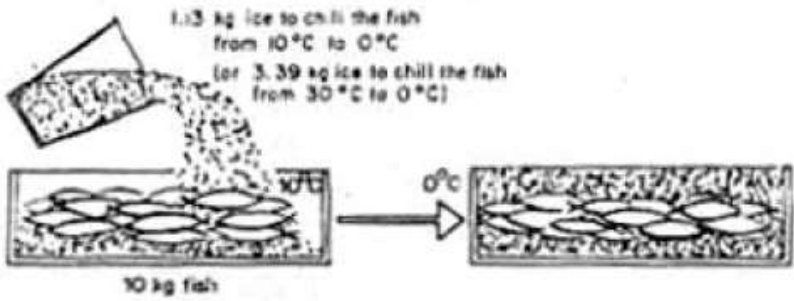 1.13 kg ice to chill the fish
from 10°C to 0°C
(or 3.39 kg ice to chill the fish
from 30°C to 0°C)
10°C
0°C
10 kg fish